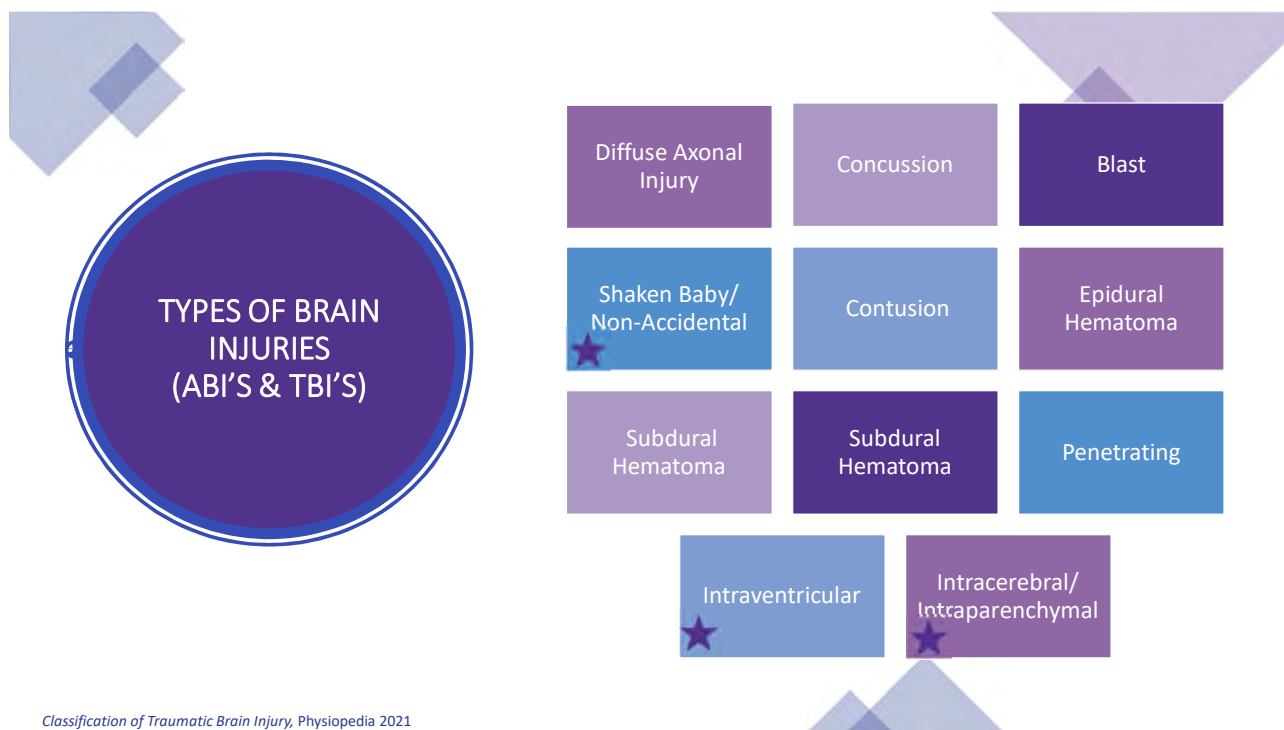 TYPES OF BRAIN
INJURIES
(ABI'S & TBI'S)
Diffuse Axonal
Injury
Concussion
Blast
Shaken Baby/
Non-Accidental
Contusion
Epidural
Hematoma
Subdural
Hematoma
Subdural
Hematoma
Penetrating
Intraventricular
Intracerebral/
Intraparenchymal
Classification of Traumatic Brain Injury, Physiopedia 2021